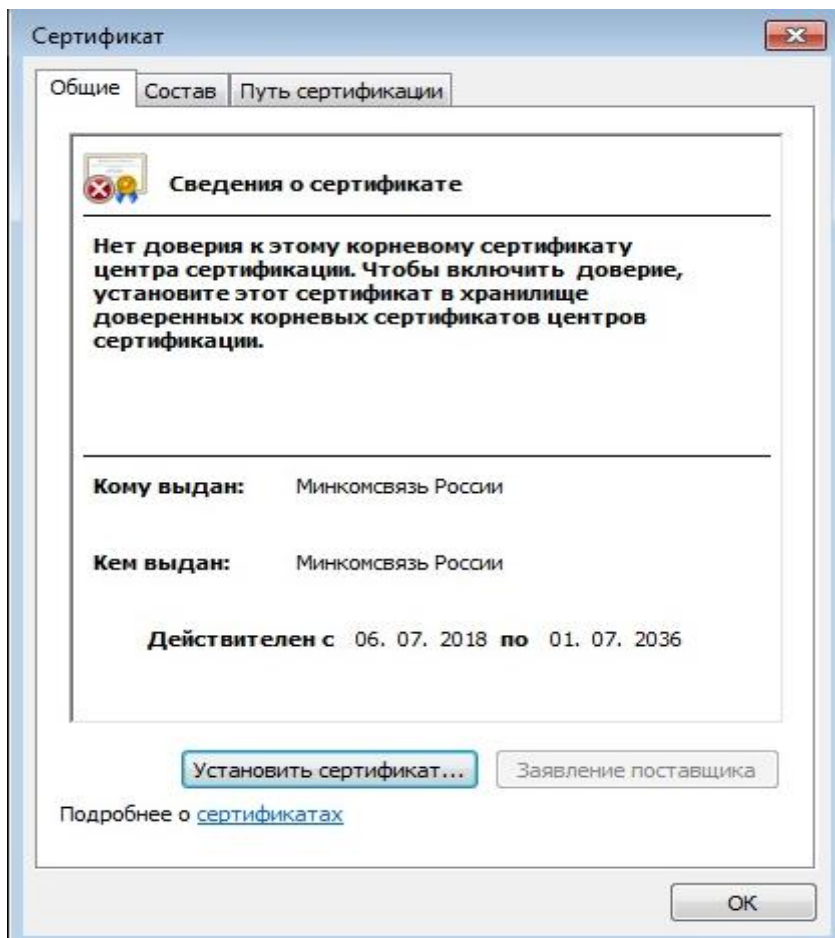 Сертификат
Общие Состав Путь сертификации
Сведения о сертификате
Нет доверия к этому корневому сертификату
центра сертификации. Чтобы включить доверие,
установите этот сертификат в хранилище
доверенных корневых сертификатов центров
сертификации.
Кому выдан: Минкомсвязь России
Кем выдан: Минкомсвязь России
Действителен с 06. 07. 2018 по 01. 07. 2036
Установить сертификат... Заявление поставщика
Подробнее о сертификатах
ОК